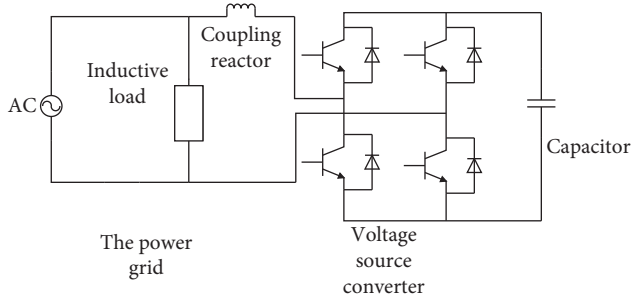 Coupling
reactor
Inductive
load
AC
Capacitor
The power
grid
Voltage
source
converter